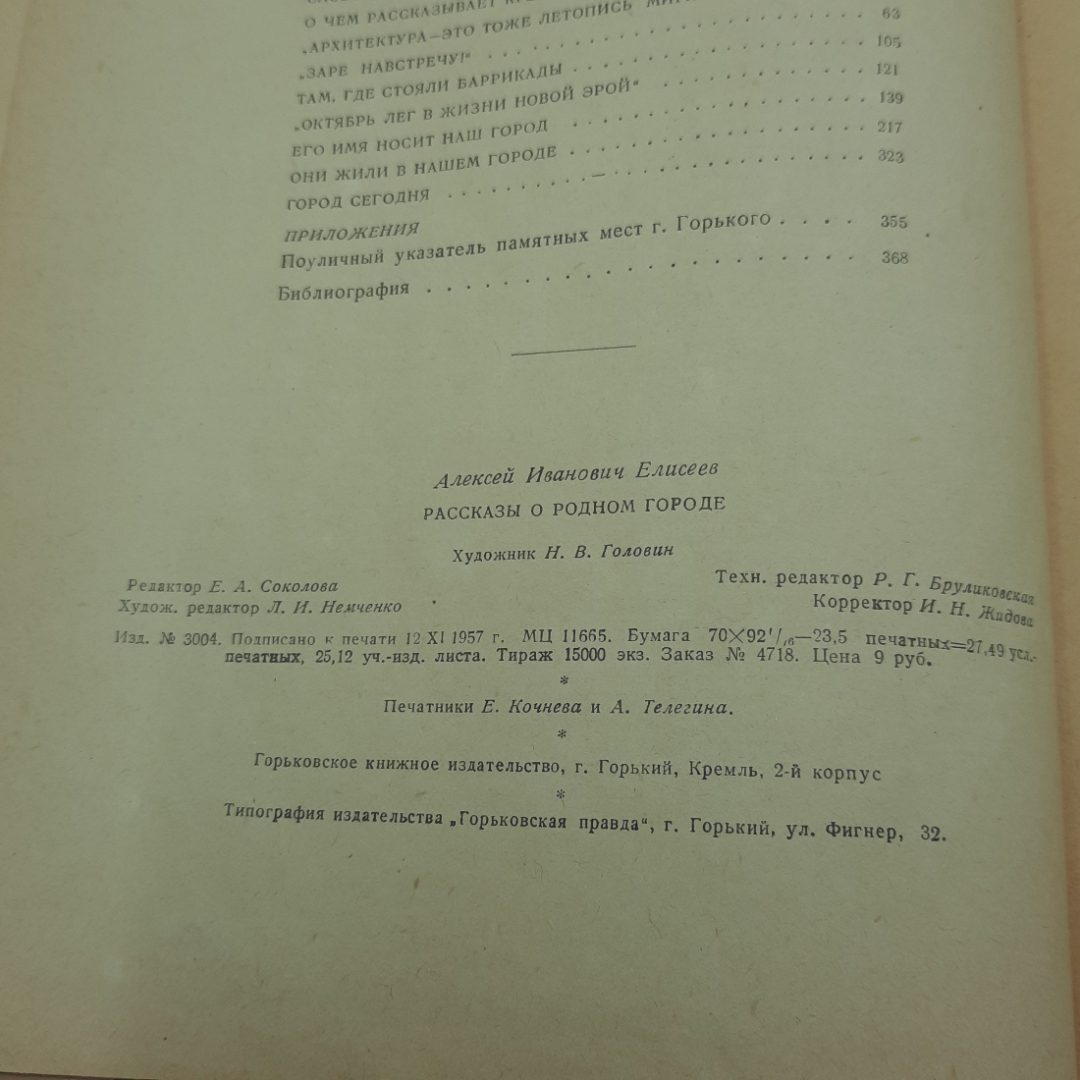 О ЧЕМ РАССКАЗЫВАЕТ
„АРХИТЕКТУРА—ЭТО ТОЖЕ ЛЕТОПИСЬ
„ЗАРЕ НАВСТРЕЧУ!“ . . . . . . . . . . . . . . . 63
ТАМ, ГДЕ СТОЯЛИ БАРРИКАДЫ . . . . . . . . . . . . 105
„ОКТЯБРЬ ЛЕГ В ЖИЗНИ НОВОЙ ЭРОЙ“ . . . . . . . . 121
ЕГО ИМЯ НОСИТ НАШ ГОРОД . . . . . . . . . . . . 139
ОНИ ЖИЛИ В НАШЕМ ГОРОДЕ . . . . . . . . . . . . 217
ГОРОД СЕГОДНЯ . . . . . . . . . . . . . . . . . 323
ПРИЛОЖЕНИЯ
Поуличный указатель памятных мест г. Горького . . . . 355
Библиография . . . . . . . . . . . . . . . . . . 368
Алексей Иванович Елисеев
РАССКАЗЫ О РОДНОМ ГОРОДЕ
Художник Н. В. Головин
Редактор Е. А. Соколова
Техн. редактор Р. Г. Бруликовская
Худож. редактор Л. И. Немченко
Корректор И. Н. Жидова
Изд. № 3004. Подписано к печати 12 XI 1957 г. МЦ 11665. Бумага 70×92¹/₁₆—23,5 печатных=27,49 усл.-
печатных, 25,12 уч.-изд. листа. Тираж 15000 экз. Заказ № 4718. Цена 9 руб.
*
Печатники Е. Кочнева и А. Телегина.
*
Горьковское книжное издательство, г. Горький, Кремль, 2-й корпус
*
Типография издательства „Горьковская правда“, г. Горький, ул. Фигнер, 32.